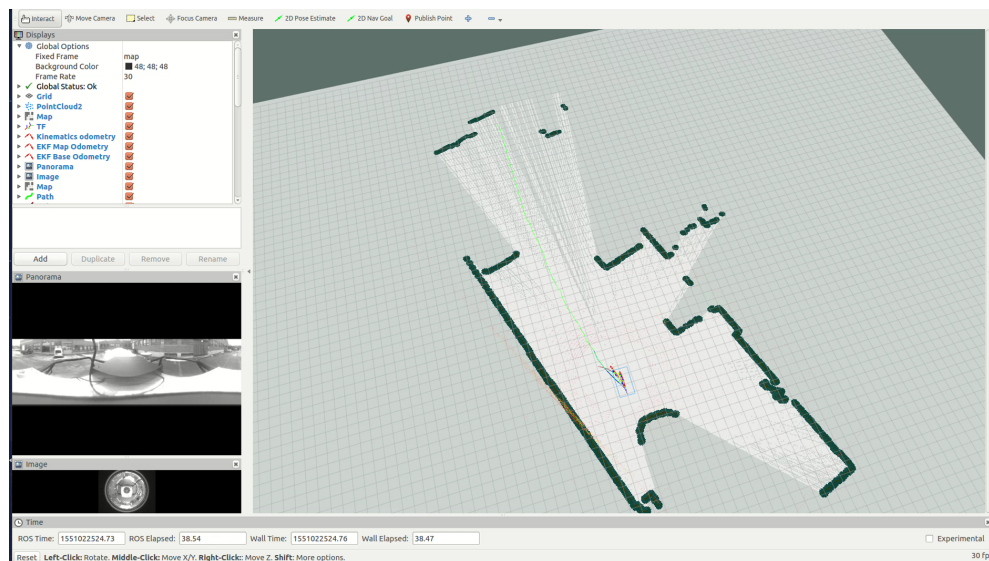 Interact Move Camera Select Focus Camera Measure 2D Pose Estimate 2D Nav Goal Publish Point
Displays
Global Options
Fixed Frame map
Background Color 48; 48; 48
Frame Rate 30
Global Status: Ok
Grid
PointCloud2
Map
TF
Kinematics odometry
EKF Map Odometry
EKF Base Odometry
Panorama
Image
Map
Path
Add Duplicate Remove Rename
Panorama
Image
Time
ROS Time: 1551022524.73 ROS Elapsed: 38.54 Wall Time: 1551022524.76 Wall Elapsed: 38.47 Experimental
Reset Left-Click: Rotate. Middle-Click: Move X/Y. Right-Click:: Move Z. Shift: More options. 30 fp